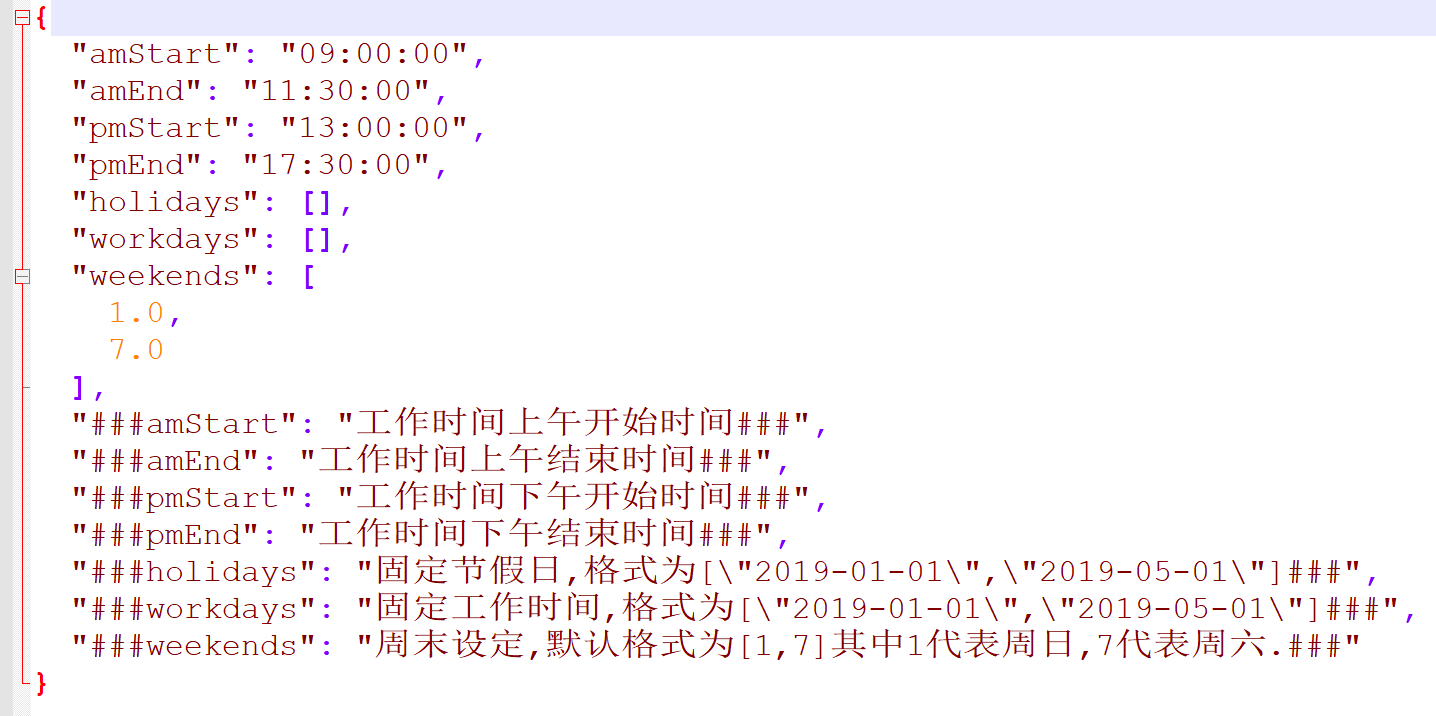 {
"amStart": "09:00:00",
"amEnd": "11:30:00",
"pmStart": "13:00:00",
"pmEnd": "17:30:00",
"holidays": [],
"workdays": [],
"weekends": [
1.0,
7.0
],
"###amStart": "工作时间上午开始时间###",
"###amEnd": "工作时间上午结束时间###",
"###pmStart": "工作时间下午开始时间###",
"###pmEnd": "工作时间下午结束时间###",
"###holidays": "固定节假日,格式为[\"2019-01-01\",\"2019-05-01\"]###",
"###workdays": "固定工作时间,格式为[\"2019-01-01\",\"2019-05-01\"]###",
"###weekends": "周末设定,默认格式为[1,7]其中1代表周日,7代表周六.###"
}